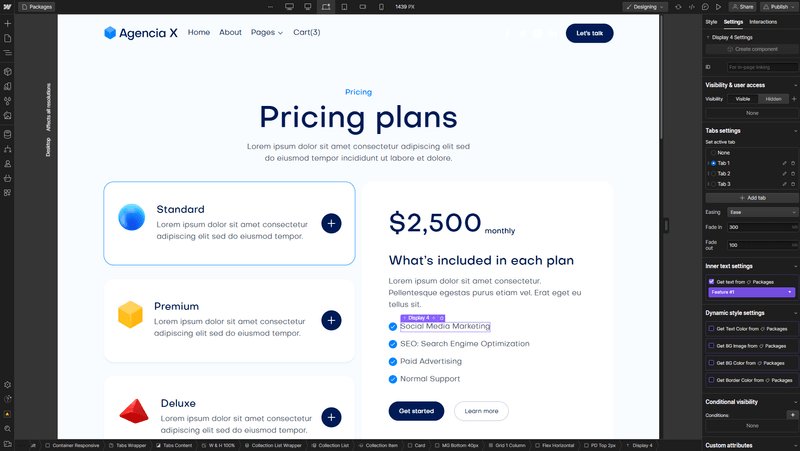 Packages
1439 PX
Designing
Share
Publish
Style Settings Interactions
Display 4 Settings
Create component
ID
For in-page linking
Visibility & user access
Visibility
Visible
Hidden
None
Tabs settings
Set active tab
None
Tab 1
Tab 2
Tab 3
Add tab
Easing
Ease
Fade in
300
MS
Fade out
100
MS
Inner text settings
Get text from Packages
Feature #1
Dynamic style settings
Get Text Color from Packages
Get BG Image from Packages
Get BG Color from Packages
Get Border Color from Packages
Conditional visibility
Conditions
None
Custom attributes
Desktop
Affects all resolutions
Agencia X
Home
About
Pages
Cart(3)
Let's talk
Pricing
Pricing plans
Lorem ipsum dolor sit amet consectetur adipiscing elit sed
do eiusmod tempor incididunt ut labore et dolore.
Standard
Lorem ipsum dolor sit amet consectetur
adipiscing elit sed do eiusmod tempor.
Premium
Lorem ipsum dolor sit amet consectetur
adipiscing elit sed do eiusmod tempor.
Deluxe
Lorem ipsum dolor sit amet consectetur
adipiscing elit sed do eiusmod tempor.
$2,500 monthly
What's included in each plan
Lorem ipsum dolor sit amet consectetur.
Pellentesque egestas purus etiam vel. Erat eget eu
tellus sit.
Display 4
Social Media Marketing
SEO: Search Engine Optimization
Paid Advertising
Normal Support
Get started
Learn more
Container Responsive
Tabs Wrapper
Tabs Content
W & H 100%
Collection List Wrapper
Collection List
Collection Item
Card
MG Bottom 40px
Grid 1 Column
Flex Horizontal
PD Top 2px
Display 4